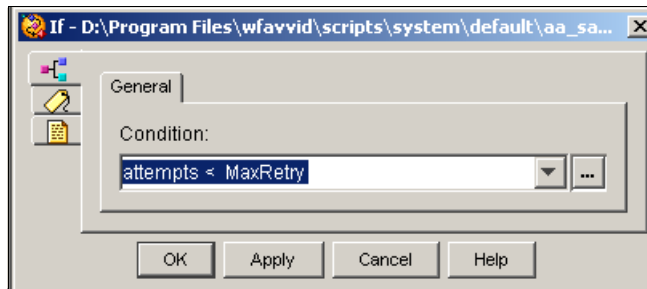 If - D:\Program Files\wfavvid\scripts\system\default\aa_sa...
General
Condition:
attempts < MaxRetry
...
OK Apply Cancel Help